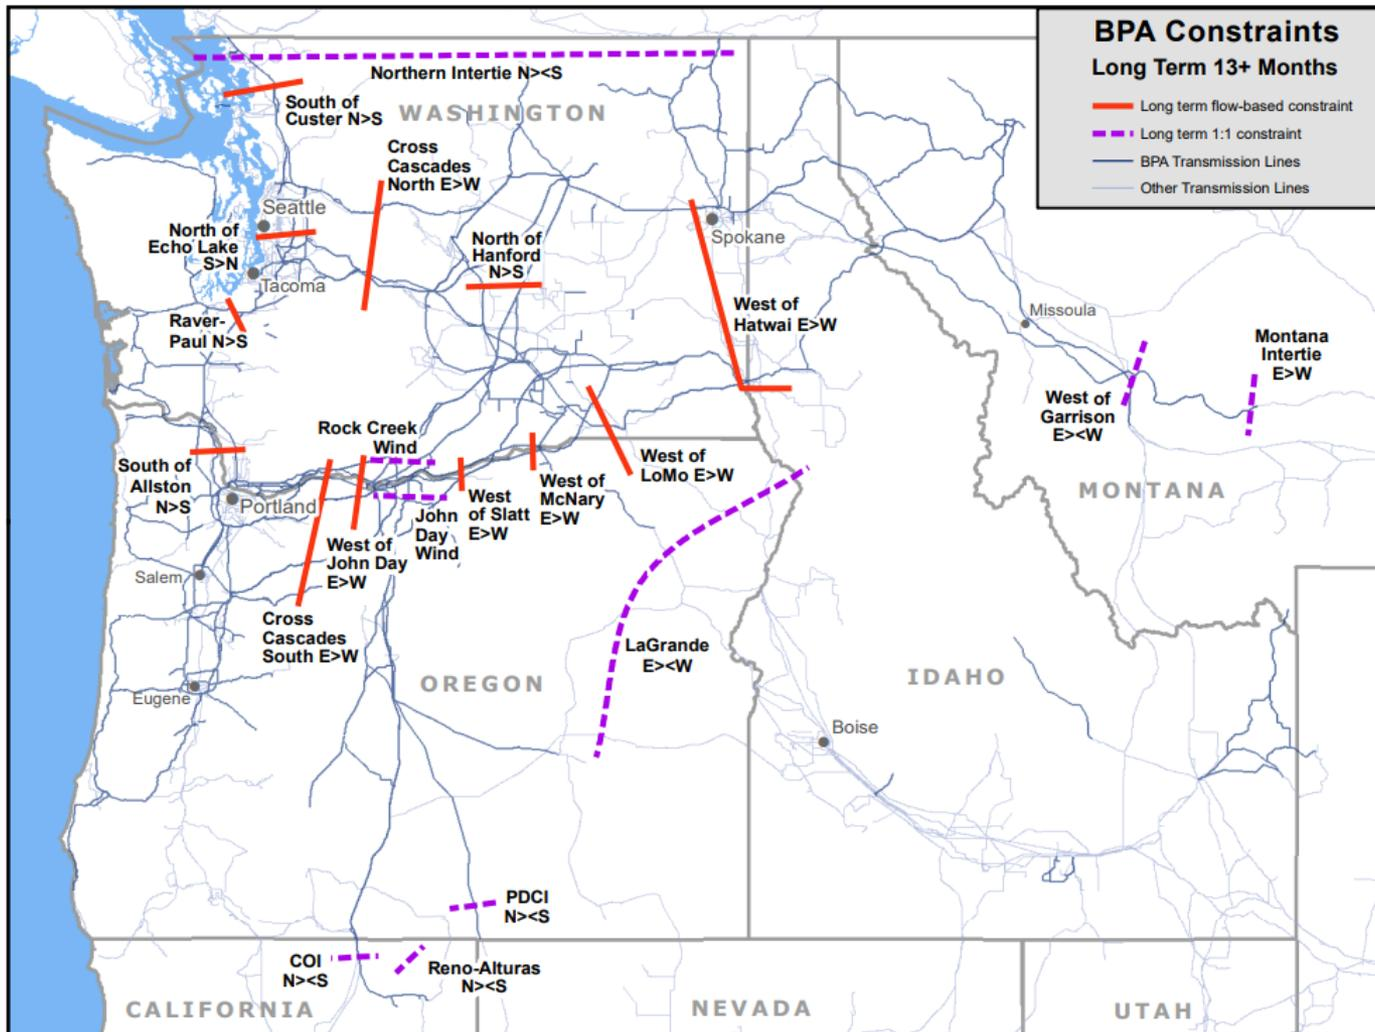 BPA Constraints
Long Term 13+ Months
Long term flow-based constraint
Long term 1:1 constraint
BPA Transmission Lines
Other Transmission Lines
Northern Intertie N><S
South of
Custer N>S
WASHINGTON
Cross
Cascades
North E>W
Seattle
North of
Echo Lake
S>N
North of
Hanford
N>S
Spokane
Tacoma
Raver-
Paul N>S
West of
Hatwai E>W
Missoula
Montana
Intertie
E>W
West of
Garrison
E><W
Rock Creek
Wind
South of
Allston
N>S
West of
LoMo E>W
West of
McNary
E>W
West
of Slatt
E>W
MONTANA
Portland
John
Day
Wind
West of
John Day
E>W
Salem
Cross
Cascades
South E>W
LaGrande
E><W
OREGON
IDAHO
Eugene
Boise
PDCI
N><S
COI
N><S
Reno-Alturas
N><S
CALIFORNIA
NEVADA
UTAH